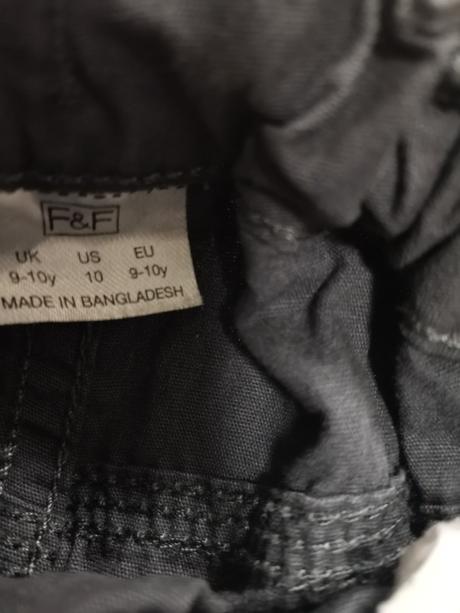 F&F
UK US EU
9-10y 10 9-10y
MADE IN BANGLADESH